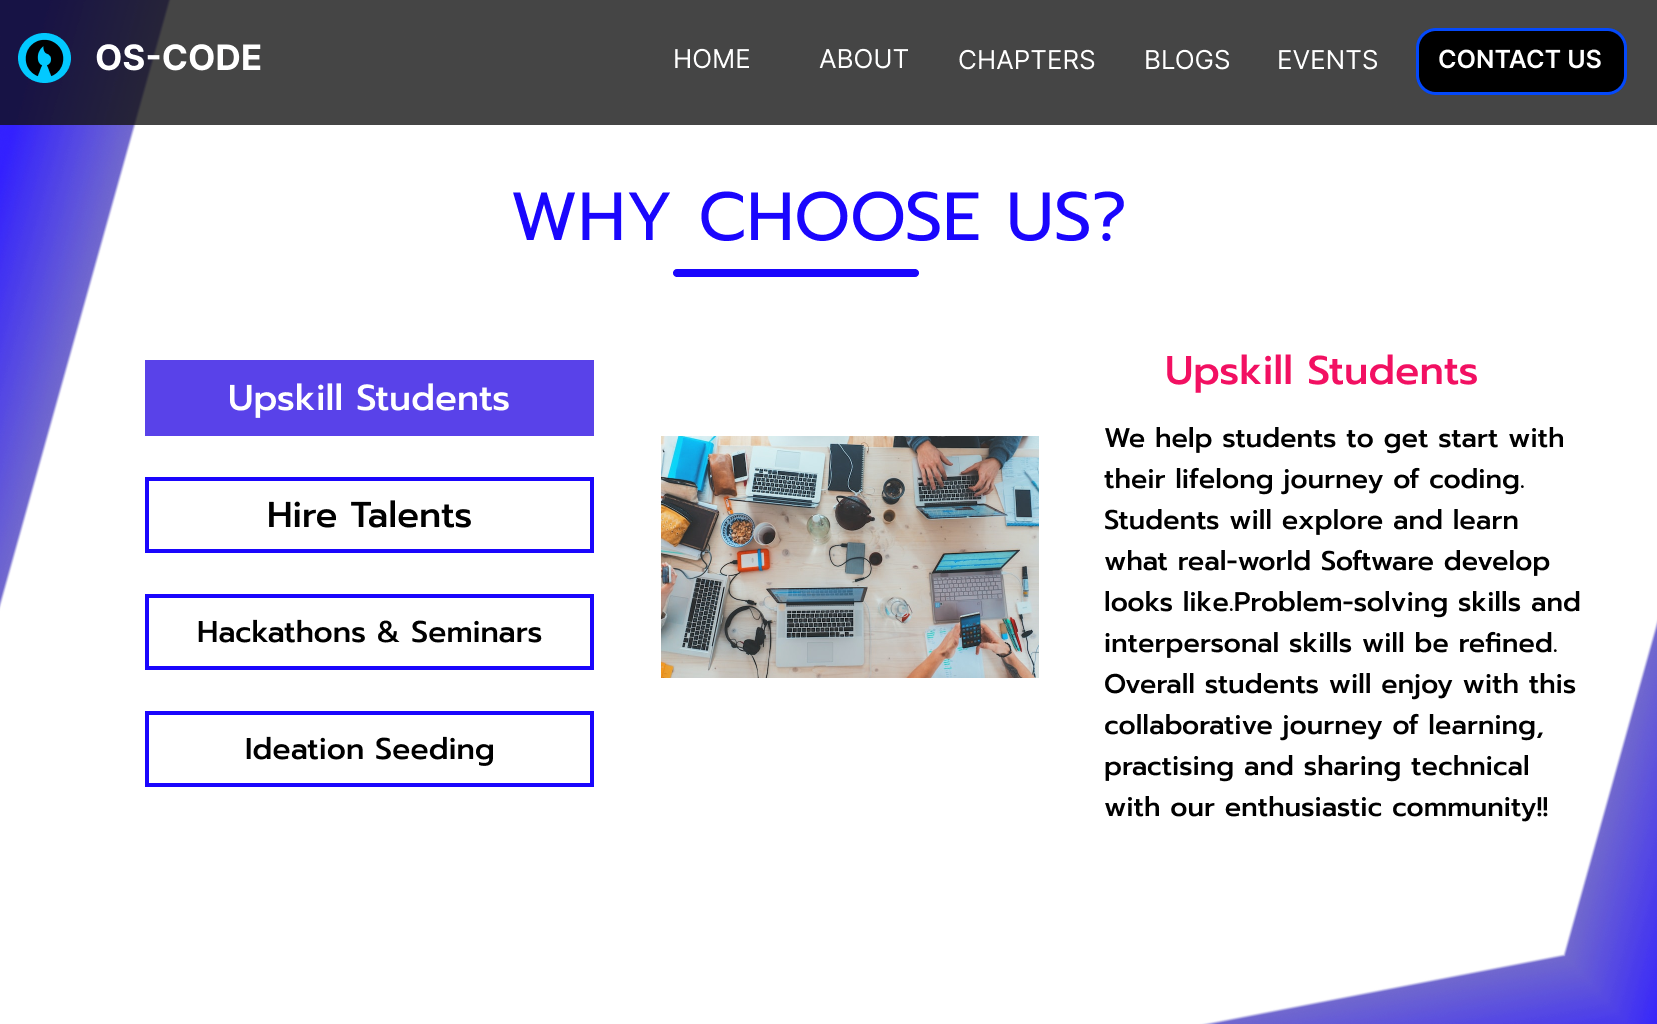 OS-CODE
HOME
ABOUT
CHAPTERS
BLOGS
EVENTS
CONTACT US
WHY CHOOSE US?
Upskill Students
Hire Talents
Hackathons & Seminars
Ideation Seeding
Upskill Students
We help students to get start with
their lifelong journey of coding.
Students will explore and learn
what real-world Software develop
looks like.Problem-solving skills and
interpersonal skills will be refined.
Overall students will enjoy with this
collaborative journey of learning,
practising and sharing technical
with our enthusiastic community!!